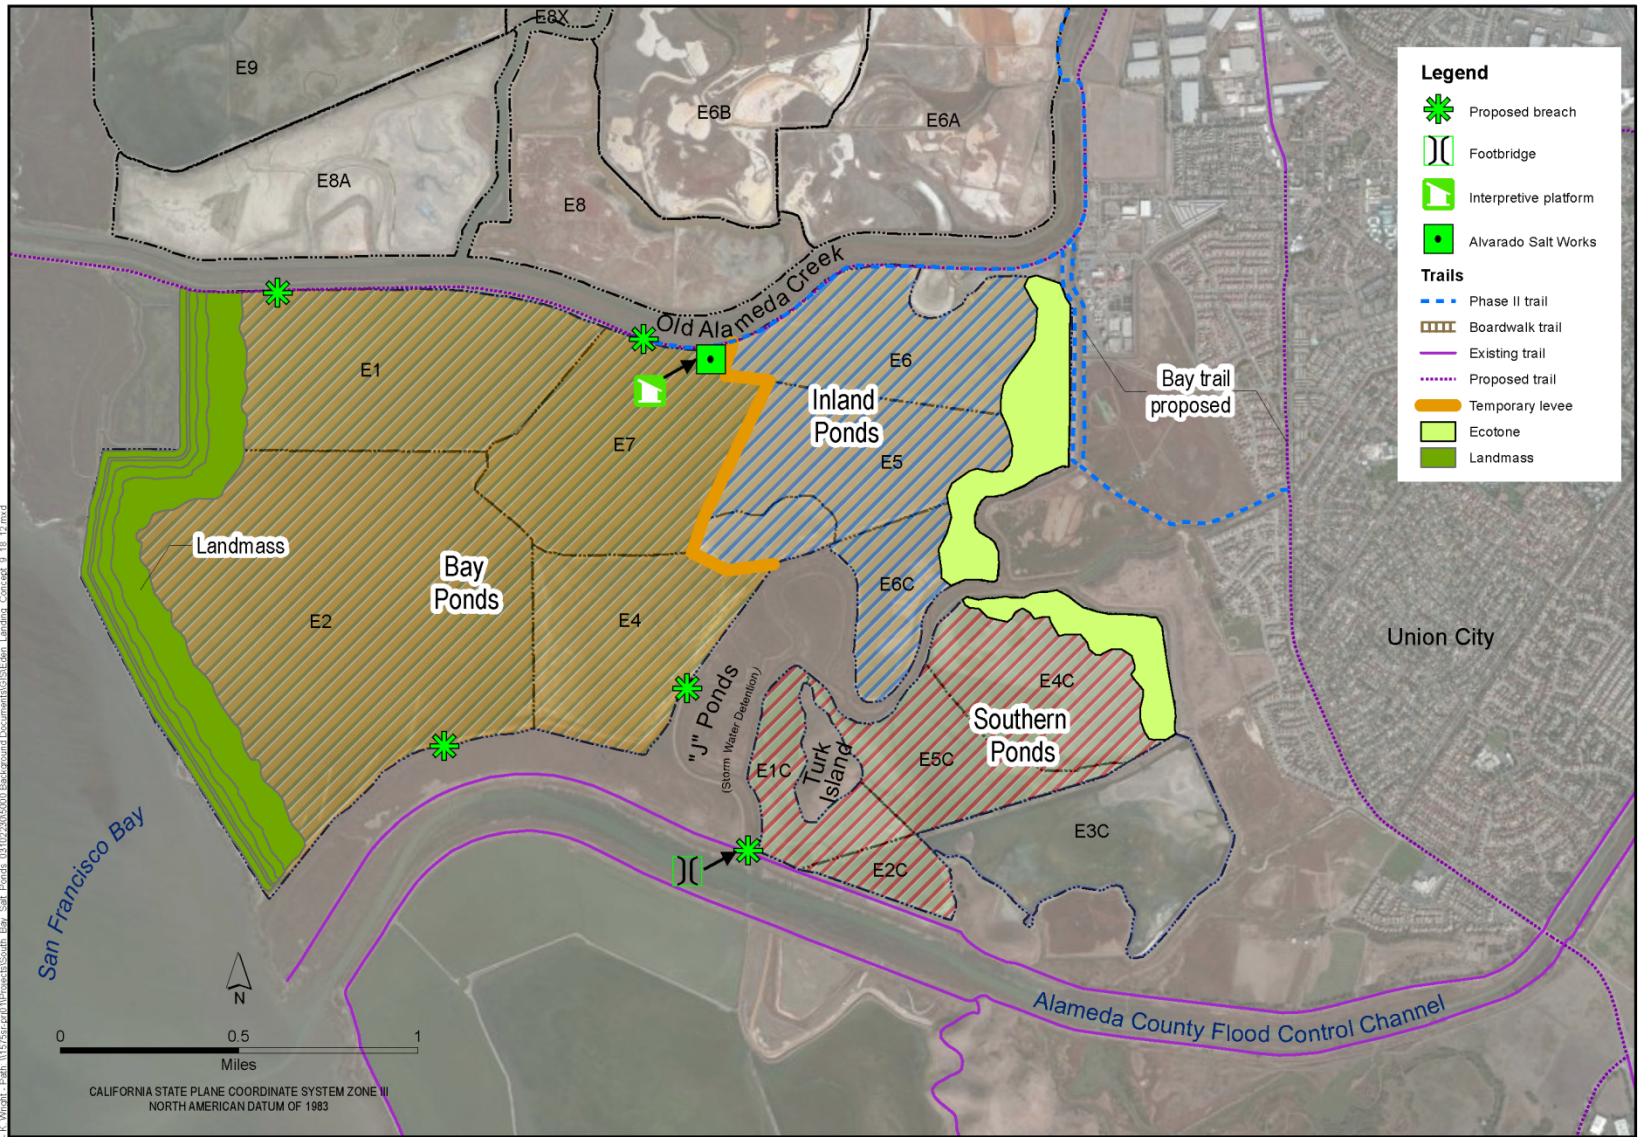 E8X
E9
E6B
E6A
E8A
E8
Old Alameda Creek
E1
E6
Inland
Ponds
E7
E5
Bay trail
proposed
Landmass
Bay
Ponds
E6C
E2
E4
Union City
E4C
"J" Ponds
(Storm Water Detention)
Southern
Ponds
E1C
Turk
Island
E5C
E3C
E2C
San Francisco Bay
N
Alameda County Flood Control Channel
0 0.5 1
Miles
CALIFORNIA STATE PLANE COORDINATE SYSTEM ZONE III
NORTH AMERICAN DATUM OF 1983
Legend
Proposed breach
Footbridge
Interpretive platform
Alvarado Salt Works
Trails
Phase II trail
Boardwalk trail
Existing trail
Proposed trail
Temporary levee
Ecotone
Landmass